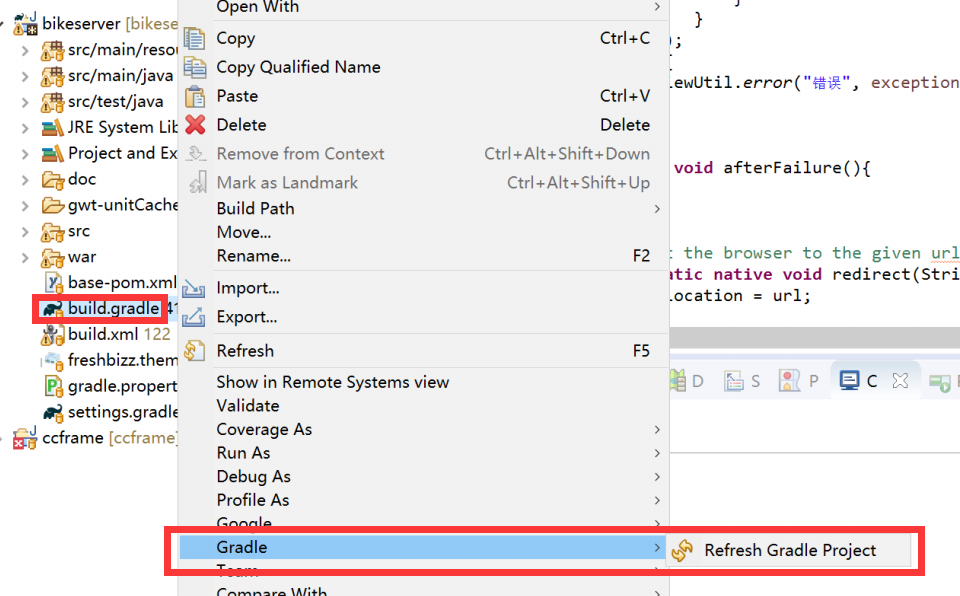 bikeserver [bikese
src/main/resou
src/main/java
src/test/java
JRE System Lib
Project and Ex
doc
gwt-unitCache
src
war
base-pom.xml
build.gradle 41
build.xml 122
freshbizz.them
gradle.propert
settings.gradle
ccframe [ccframe]
Open With
Copy Ctrl+C
Copy Qualified Name
Paste Ctrl+V
Delete Delete
Remove from Context Ctrl+Alt+Shift+Down
Mark as Landmark Ctrl+Alt+Shift+Up
Build Path
Move...
Rename... F2
Import...
Export...
Refresh F5
Show in Remote Systems view
Validate
Coverage As
Run As
Debug As
Profile As
Google
Gradle
Team
Compare With
Refresh Gradle Project
}
);
ewUtil.error("错误", exception
void afterFailure(){
t the browser to the given url
atic native void redirect(Stri
location = url;
D S P C